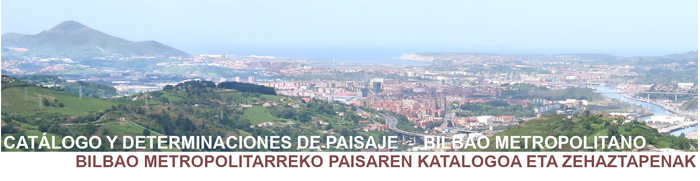 CATÁLOGO Y DETERMINACIONES DE PAISAJE - BILBAO METROPOLITANO
BILBAO METROPOLITARREKO PAISAREN KATALOGOA ETA ZEHAZTAPENAK